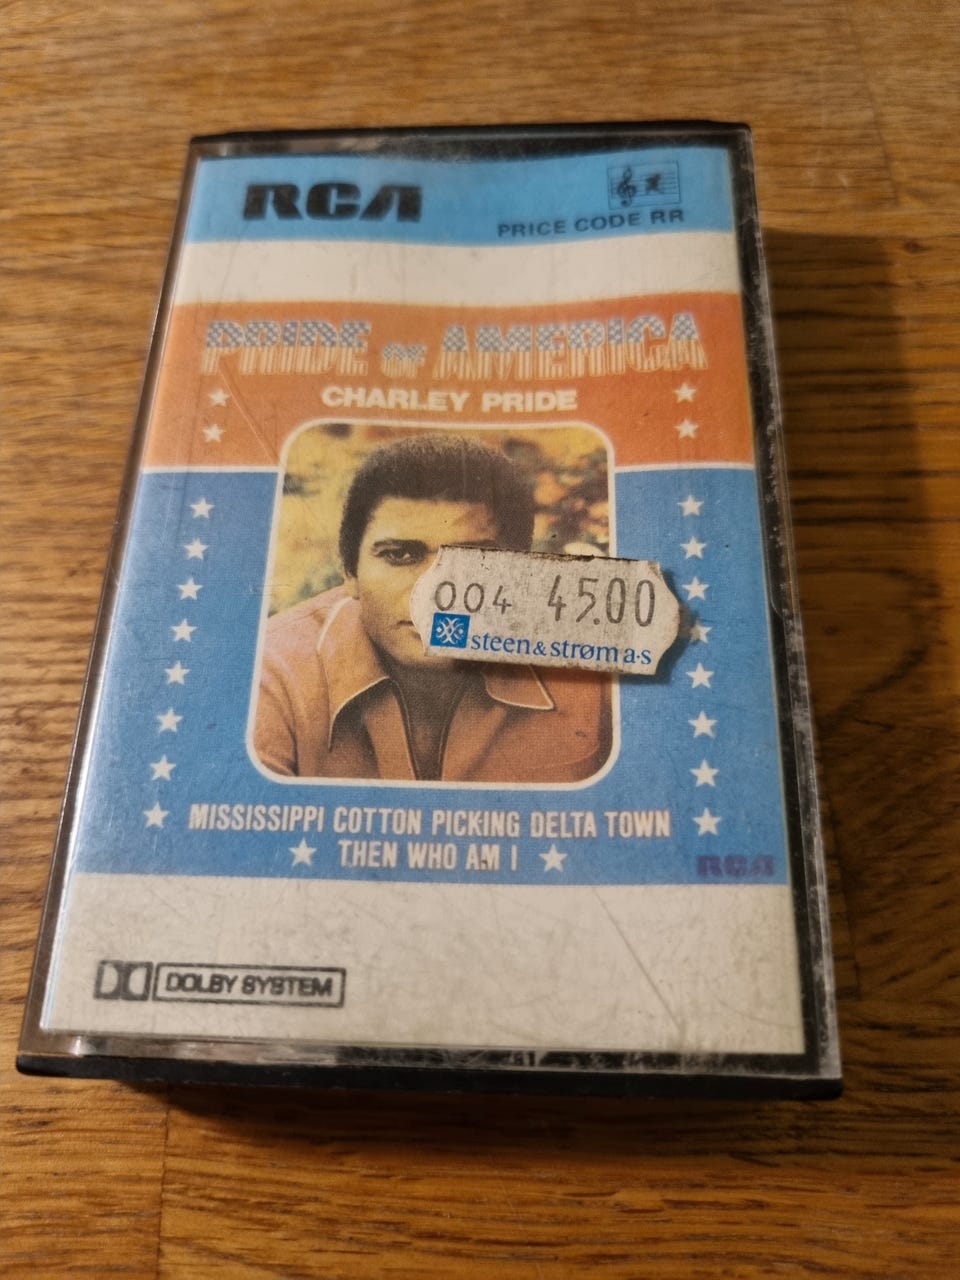 RCA
PRICE CODE RR
PRIDE OF AMERICA
CHARLEY PRIDE
004 45.00
steen & strøm a·s
MISSISSIPPI COTTON PICKING DELTA TOWN
THEN WHO AM I
RCA
DOLBY SYSTEM